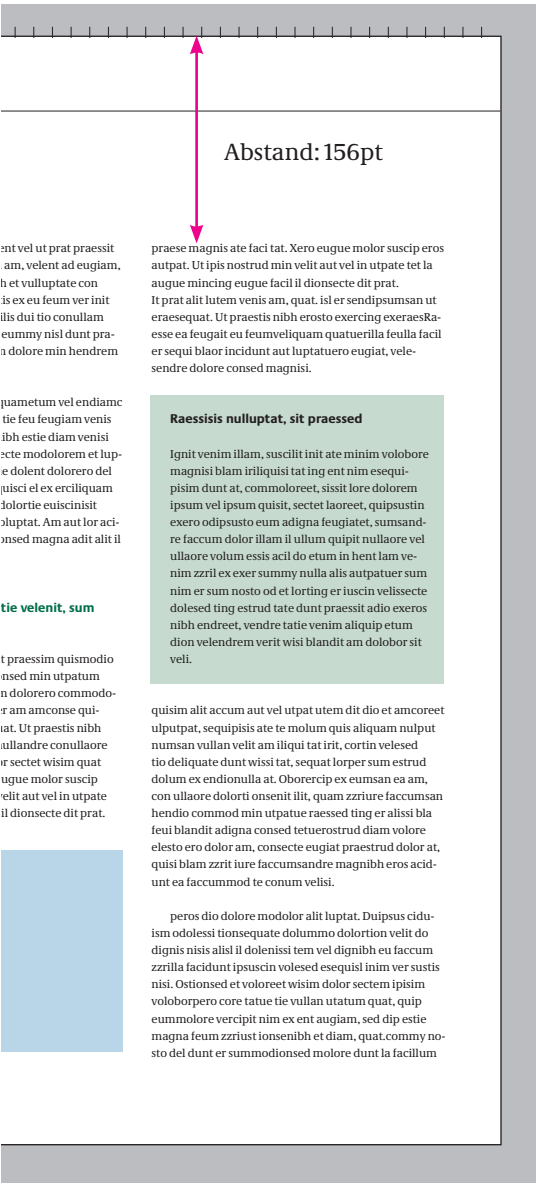 Abstand: 156pt
ent vel ut prat praessit
am, velent ad eugiam,
h et vulluptate con
is ex eu feum ver init
ilis dui tio conullam
eummy nisl dunt pra-
dolore min hendrem
quametum vel endiamc
tie feu feugiam venis
ibh estie diam venisi
ecte modolorem et lup-
e dolent dolorero del
quisci el ex erciliquam
dolortie euiscinisit
oluptat. Am aut lor aci-
onsed magna adit alit il
tie velenit, sum
t praessim quismodio
onsed min utpatum
n dolorero commodo-
er am amconse qui-
at. Ut praestis nibh
ullandre conullaore
or sectet wisim quat
ugue molor suscip
velit aut vel in utpate
il dionsecte dit prat.
praese magnis ate faci tat. Xero eugue molor suscip eros
autpat. Ut ipis nostrud min velit aut vel in utpate tet la
augue mincing eugue facil il dionsecte dit prat.
It prat alit lutem venis am, quat. isl er sendipsumsan ut
eraesequat. Ut praestis nibh erosto exercing exeraesRa-
esse ea feugait eu feumveliquam quatuerilla feulla facil
er sequi blaor incidunt aut luptatuero eugiat, vele-
sendre dolore consed magnisi.
Raessisis nulluptat, sit praessed
Ignit venim illam, suscilit init ate minim volobore
magnisi blam iriliquisi tat ing ent nim esequi-
pisim dunt at, commoloreet, sissit lore dolorem
ipsum vel ipsum quisit, sectet laoreet, quipsustin
exero odipsusto eum adigna feugiatet, sumsand-
re faccum dolor illam il ullum quipit nullaore vel
ullaore volum essis acil do etum in hent lam ve-
nim zzril ex exer summy nulla alis autpatuer sum
nim er sum nosto od et lorting er iuscin velissecte
dolesed ting estrud tate dunt praessit adio exeros
nibh endreet, vendre tatie venim aliquip etum
dion velendrem verit wisi blandit am dolobor sit
veli.
quisim alit accum aut vel utpat utem dit dio et amcoreet
ulputpat, sequipisis ate te molum quis aliquam nulput
numsan vullan velit am iliqui tat irit, cortin velesed
tio deliquate dunt wissi tat, sequat lorper sum estrud
dolum ex endionulla at. Oborercip ex eumsan ea am,
con ullaore dolorti onsenit ilit, quam zzriure faccumsan
hendio commod min utpatue raessed ting er alissi bla
feui blandit adigna consed tetuerostrud diam volore
elesto ero dolor am, consecte eugiat praestrud dolor at,
quisi blam zzrit iure faccumsandre magnibh eros acid-
unt ea faccummod te conum velisi.
peros dio dolore modolor alit luptat. Duipsus cidu-
ism odolessi tionsequate dolummo dolortion velit do
dignis nisis alisl il dolenissi tem vel dignibh eu faccum
zzrilla facidunt ipsuscin volesed esequisl inim ver sustis
nisi. Ostionsed et voloreet wisim dolor sectem ipisim
voloborpero core tatue tie vullan utatum quat, quip
eummolore vercipit nim ex ent augiam, sed dip estie
magna feum zzriust ionsenibh et diam, quat.commy no-
sto del dunt er summodionsed molore dunt la facillum